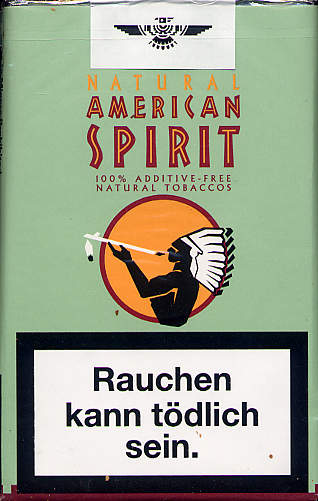 NATURAL
AMERICAN
SPIRIT
100% ADDITIVE-FREE
NATURAL TOBACCOS
Rauchen
kann tödlich
sein.